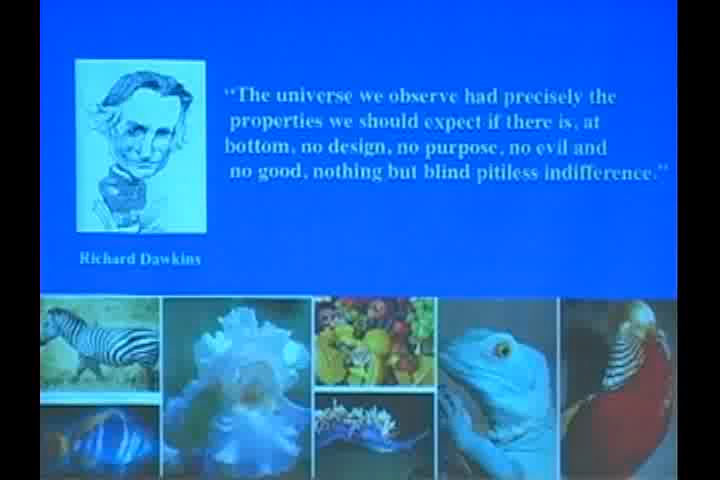 “The universe we observe had precisely the
properties we should expect if there is, at
bottom, no design, no purpose, no evil and
no good, nothing but blind pitiless indifference.”
Richard Dawkins